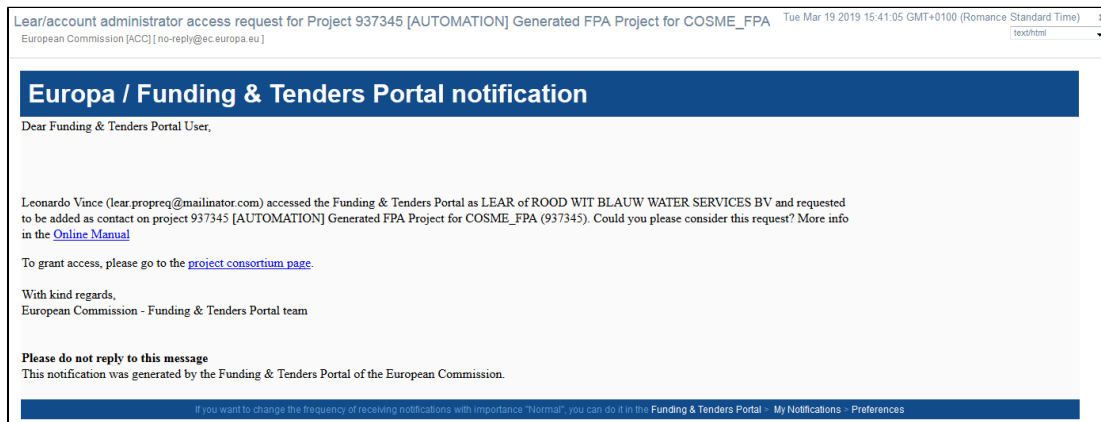 Lear/account administrator access request for Project 937345 [AUTOMATION] Generated FPA Project for COSME_FPA
Tue Mar 19 2019 15:41:05 GMT+0100 (Romance Standard Time)
European Commission [ACC] [ no-reply@ec.europa.eu ]
text/html
Europa / Funding & Tenders Portal notification
Dear Funding & Tenders Portal User,
Leonardo Vince (lear.propreq@mailinator.com) accessed the Funding & Tenders Portal as LEAR of ROOD WIT BLAUW WATER SERVICES BV and requested
to be added as contact on project 937345 [AUTOMATION] Generated FPA Project for COSME_FPA (937345). Could you please consider this request? More info
in the Online Manual
To grant access, please go to the project consortium page.
With kind regards,
European Commission - Funding & Tenders Portal team
Please do not reply to this message
This notification was generated by the Funding & Tenders Portal of the European Commission.
If you want to change the frequency of receiving notifications with importance "Normal", you can do it in the Funding & Tenders Portal > My Notifications > Preferences